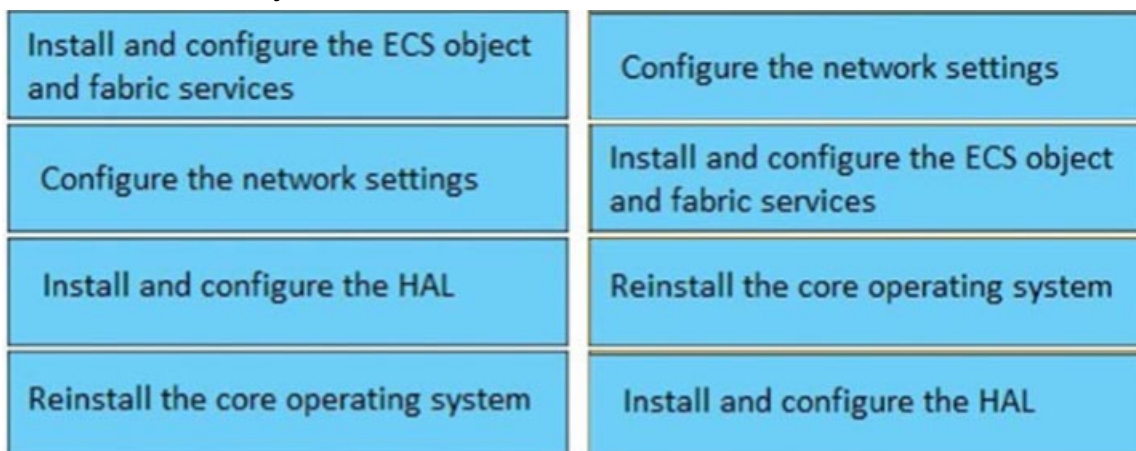 Install and configure the ECS object
and fabric services
Configure the network settings
Install and configure the HAL
Reinstall the core operating system
Configure the network settings
Install and configure the ECS object
and fabric services
Reinstall the core operating system
Install and configure the HAL